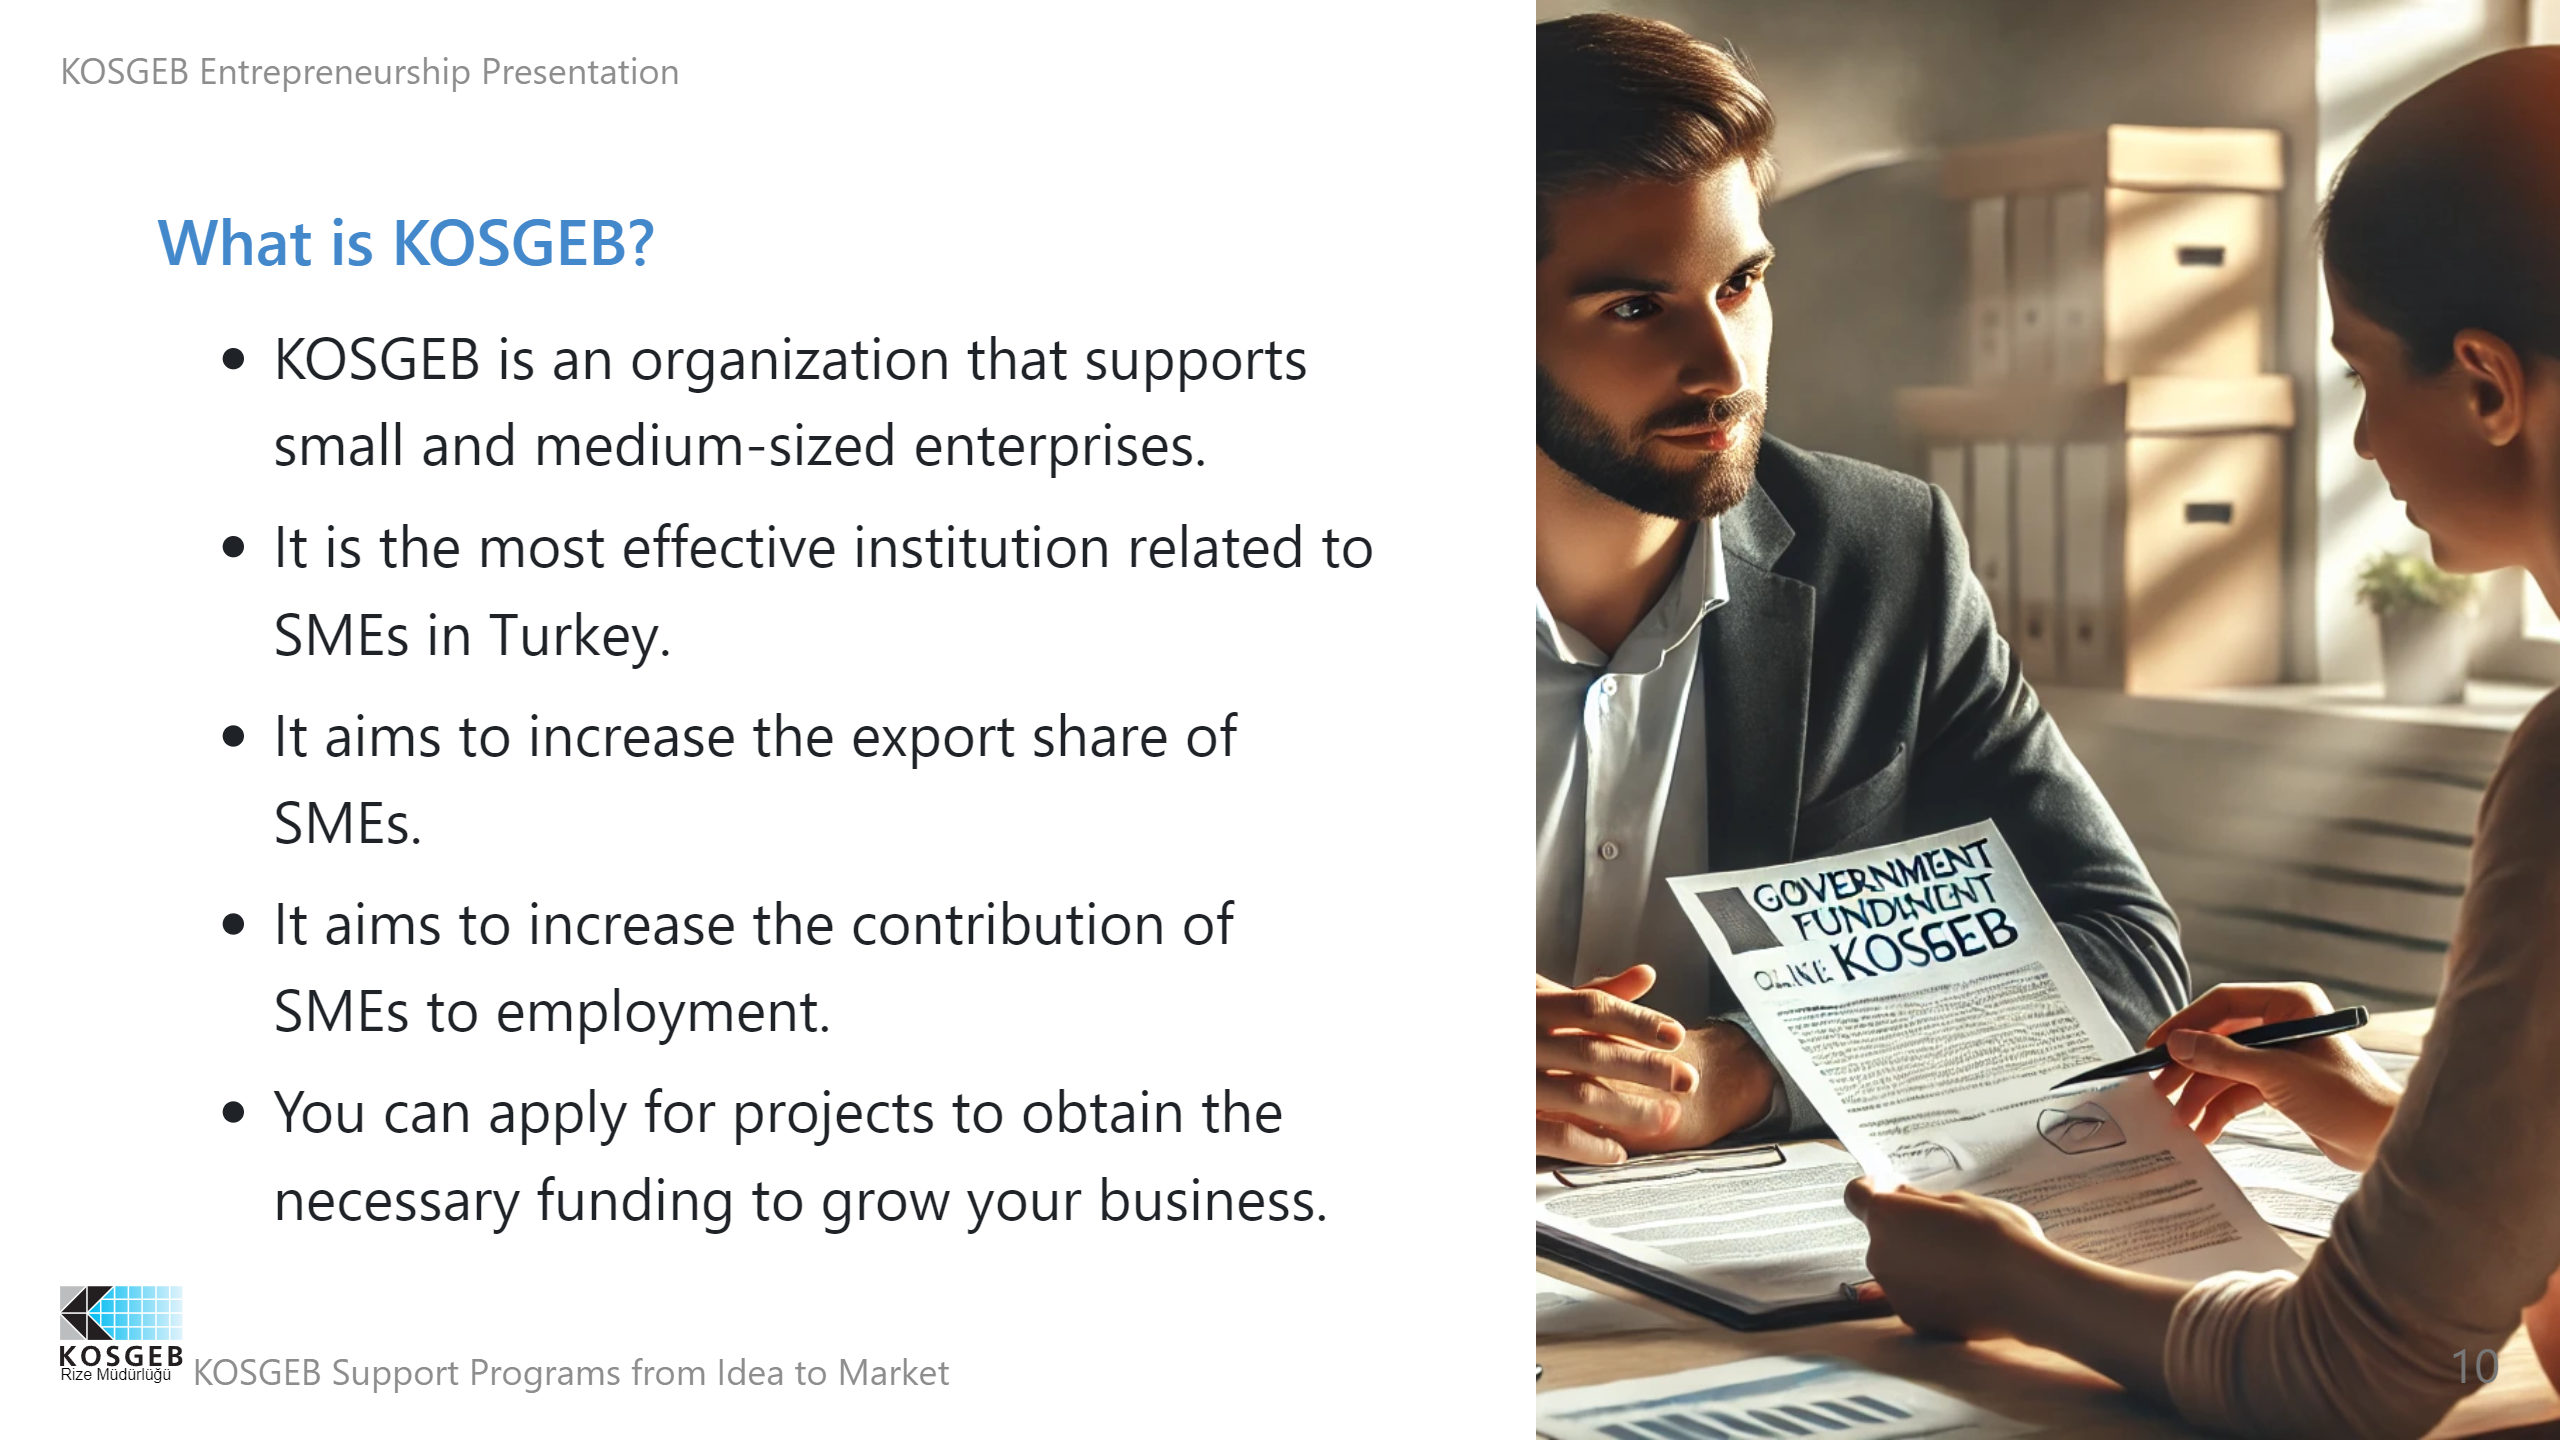 KOSGEB Entrepreneurship Presentation
What is KOSGEB?
• KOSGEB is an organization that supports
small and medium-sized enterprises.
• It is the most effective institution related to
SMEs in Turkey.
• It aims to increase the export share of
SMEs.
• It aims to increase the contribution of
SMEs to employment.
• You can apply for projects to obtain the
necessary funding to grow your business.
GOVERNMENT
KOSGEB
KOSGEB
Rize Müdürlüğü
KOSGEB Support Programs from Idea to Market
10